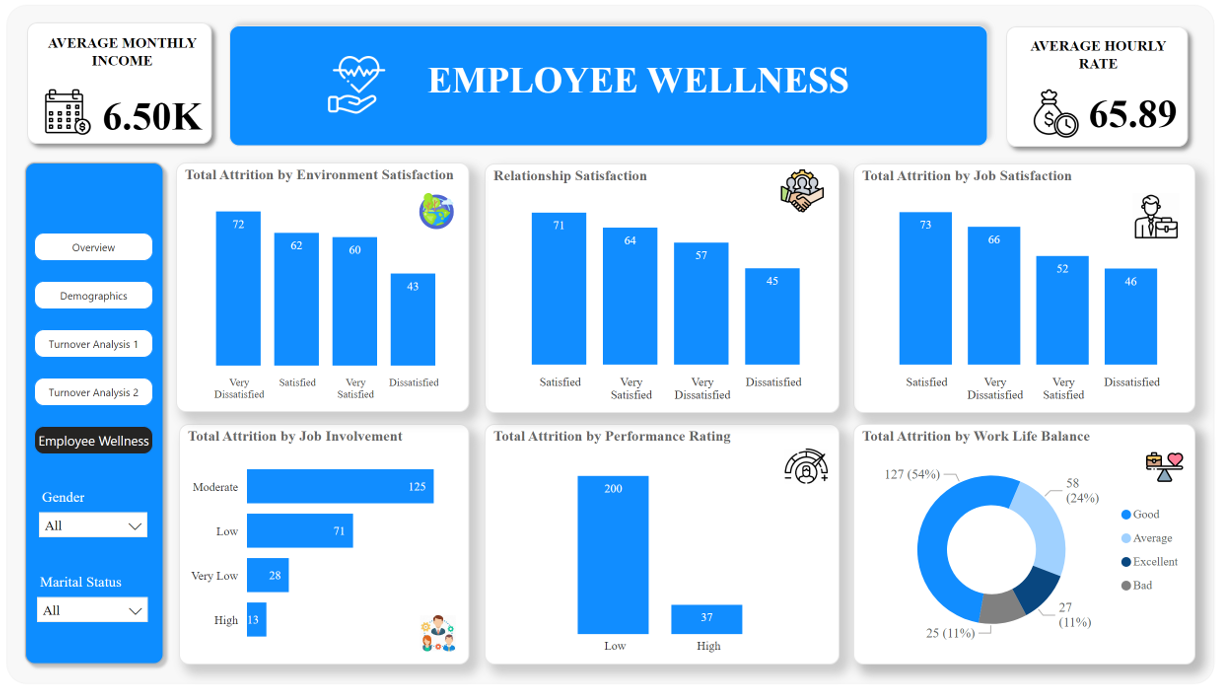 AVERAGE MONTHLY
INCOME
6.50K
EMPLOYEE WELLNESS
AVERAGE HOURLY
RATE
65.89
Overview
Demographics
Turnover Analysis 1
Turnover Analysis 2
Employee Wellness
Gender
All
Marital Status
All
Total Attrition by Environment Satisfaction
72
62
60
43
Very
Dissatisfied
Satisfied
Very
Satisfied
Dissatisfied
Relationship Satisfaction
71
64
57
45
Satisfied
Very
Satisfied
Very
Dissatisfied
Dissatisfied
Total Attrition by Job Satisfaction
73
66
52
46
Satisfied
Very
Dissatisfied
Very
Satisfied
Dissatisfied
Total Attrition by Job Involvement
Moderate 125
Low 71
Very Low 28
High 13
Total Attrition by Performance Rating
200
37
Low
High
Total Attrition by Work Life Balance
127 (54%)
58
(24%)
27
(11%)
25 (11%)
Good
Average
Excellent
Bad